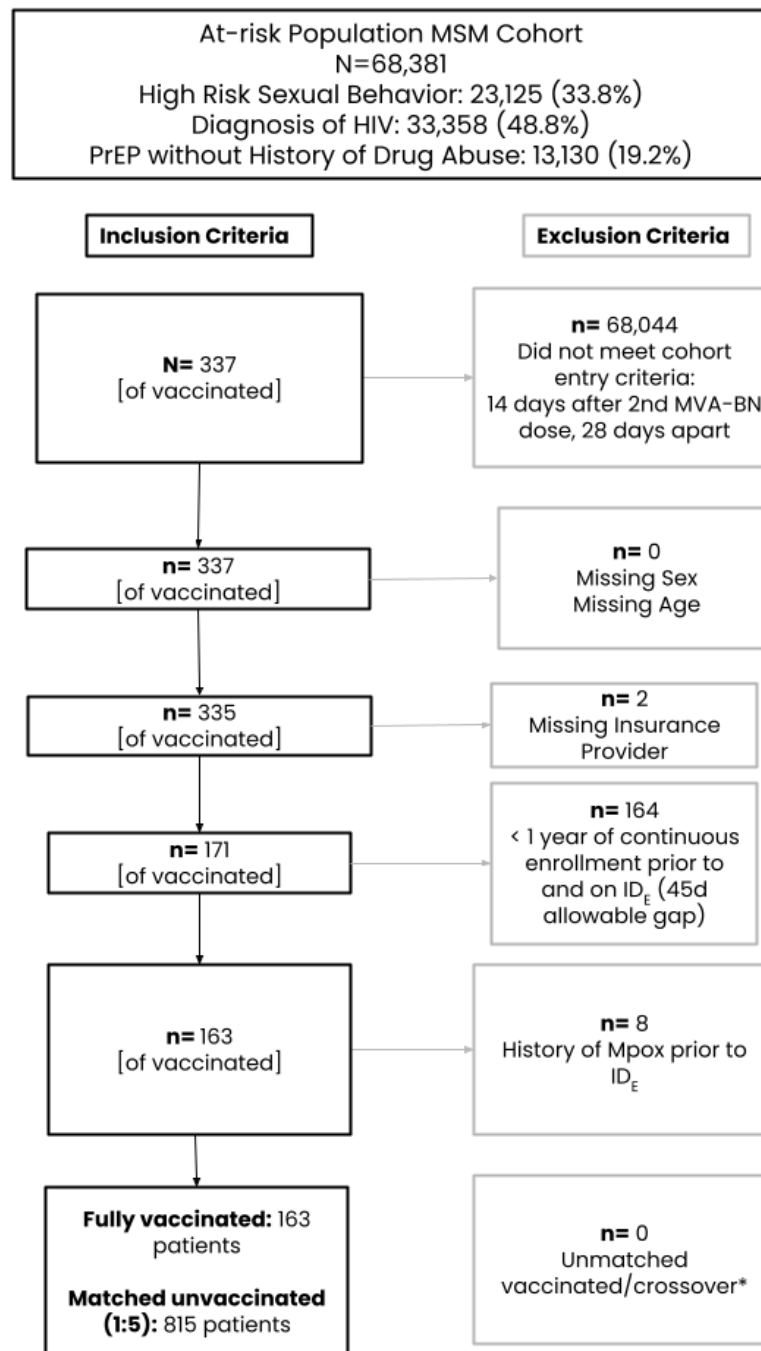 At-risk Population MSM Cohort
N=68,381
High Risk Sexual Behavior: 23,125 (33.8%)
Diagnosis of HIV: 33,358 (48.8%)
PrEP without History of Drug Abuse: 13,130 (19.2%)
Inclusion Criteria
Exclusion Criteria
N= 337
[of vaccinated]
n= 68,044
Did not meet cohort
entry criteria:
14 days after 2nd MVA-BN
dose, 28 days apart
n= 337
[of vaccinated]
n= 0
Missing Sex
Missing Age
n= 335
[of vaccinated]
n= 2
Missing Insurance
Provider
n= 171
[of vaccinated]
n= 164
< 1 year of continuous
enrollment prior to
and on ID_E (45d
allowable gap)
n= 163
[of vaccinated]
n= 8
History of Mpox prior to
ID_E
Fully vaccinated: 163
patients
Matched unvaccinated
(1:5): 815 patients
n= 0
Unmatched
vaccinated/crossover*